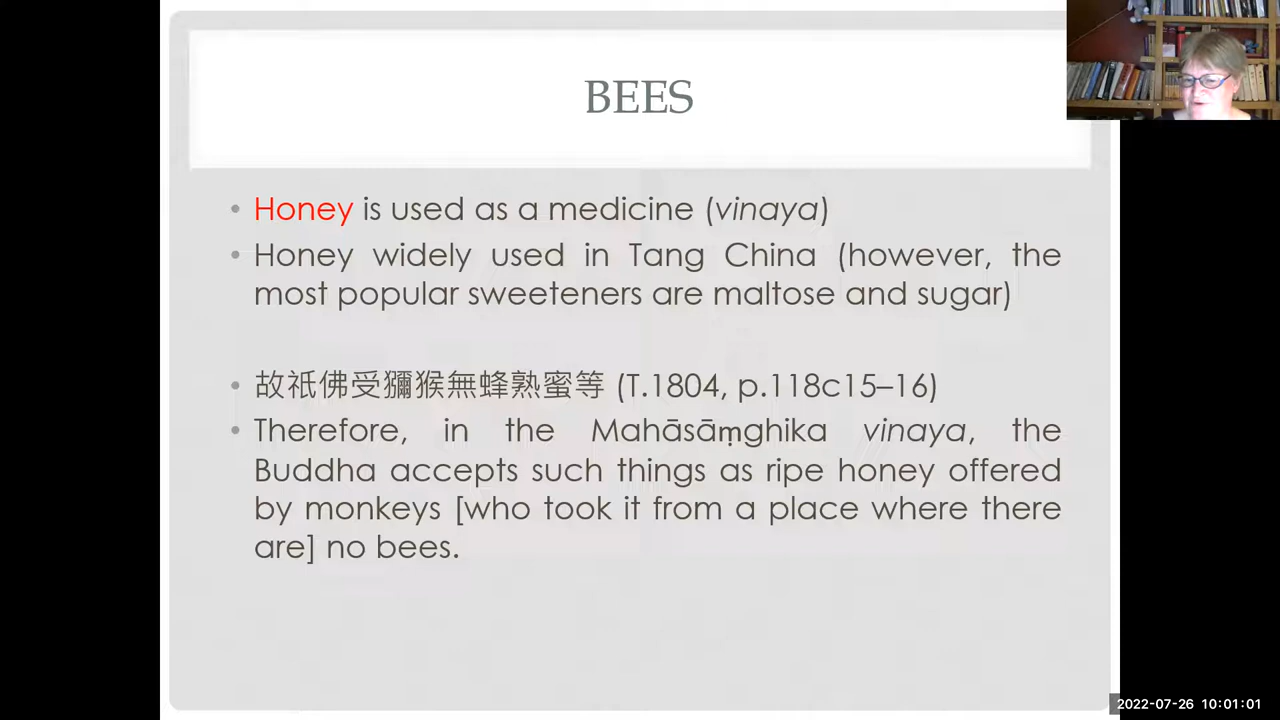 BEES
• Honey is used as a medicine (vinaya)
• Honey widely used in Tang China (however, the
most popular sweeteners are maltose and sugar)
• 故祇佛受獼猴無蜂熟蜜等 (T.1804, p.118c15–16)
• Therefore, in the Mahāsāṃghika vinaya, the
Buddha accepts such things as ripe honey offered
by monkeys [who took it from a place where there
are] no bees.
2022-07-26 10:01:01